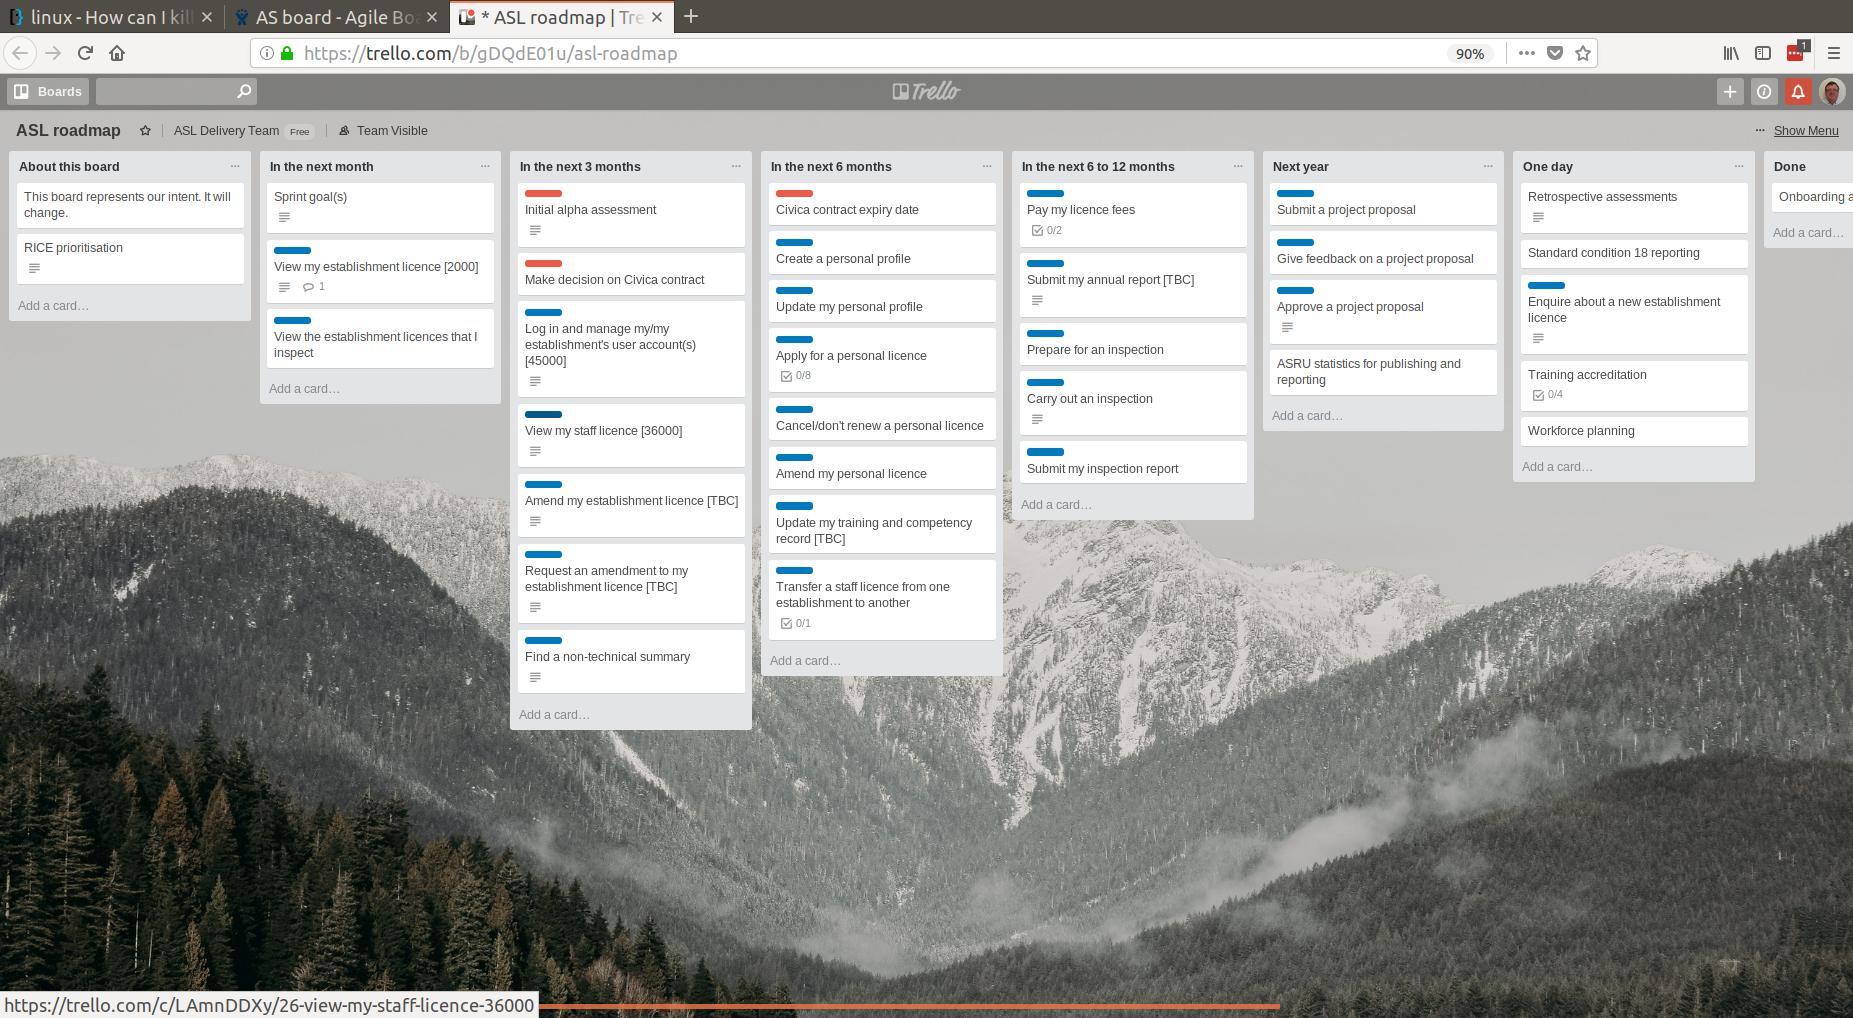 linux - How can I kill
AS board - Agile Boa
* ASL roadmap | Tre
https://trello.com/b/gDQdE01u/asl-roadmap
90%
1
Boards
Trello
ASL roadmap
ASL Delivery Team
Free
Team Visible
Show Menu
About this board
This board represents our intent. It will
change.
RICE prioritisation
Add a card…
In the next month
Sprint goal(s)
View my establishment licence [2000]
1
View the establishment licences that I
inspect
Add a card…
In the next 3 months
Initial alpha assessment
Make decision on Civica contract
Log in and manage my/my
establishment's user account(s)
[45000]
View my staff licence [36000]
Amend my establishment licence [TBC]
Request an amendment to my
establishment licence [TBC]
Find a non-technical summary
Add a card…
In the next 6 months
Civica contract expiry date
Create a personal profile
Update my personal profile
Apply for a personal licence
0/8
Cancel/don't renew a personal licence
Amend my personal licence
Update my training and competency
record [TBC]
Transfer a staff licence from one
establishment to another
0/1
Add a card…
In the next 6 to 12 months
Pay my licence fees
0/2
Submit my annual report [TBC]
Prepare for an inspection
Carry out an inspection
Submit my inspection report
Add a card…
Next year
Submit a project proposal
Give feedback on a project proposal
Approve a project proposal
ASRU statistics for publishing and
reporting
Add a card…
One day
Retrospective assessments
Standard condition 18 reporting
Enquire about a new establishment
licence
Training accreditation
0/4
Workforce planning
Add a card…
Done
Onboarding a
Add a card…
https://trello.com/c/LAmnDDXy/26-view-my-staff-licence-36000